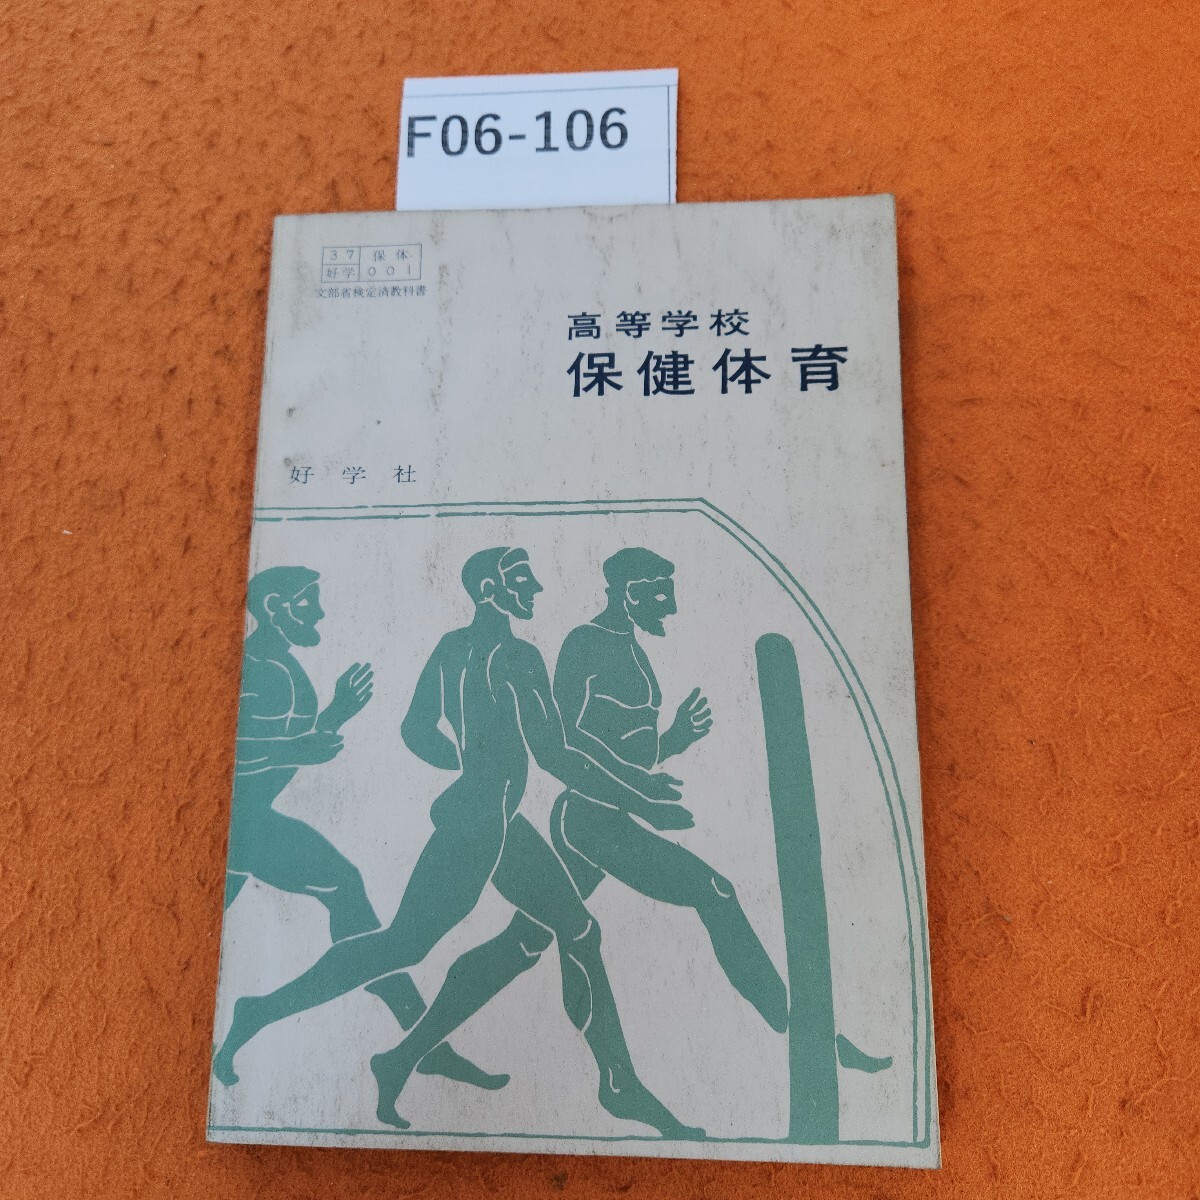 F06-106
37 保体
好学 001
文部省検定済教科書
高等学校
保健体育
好学社